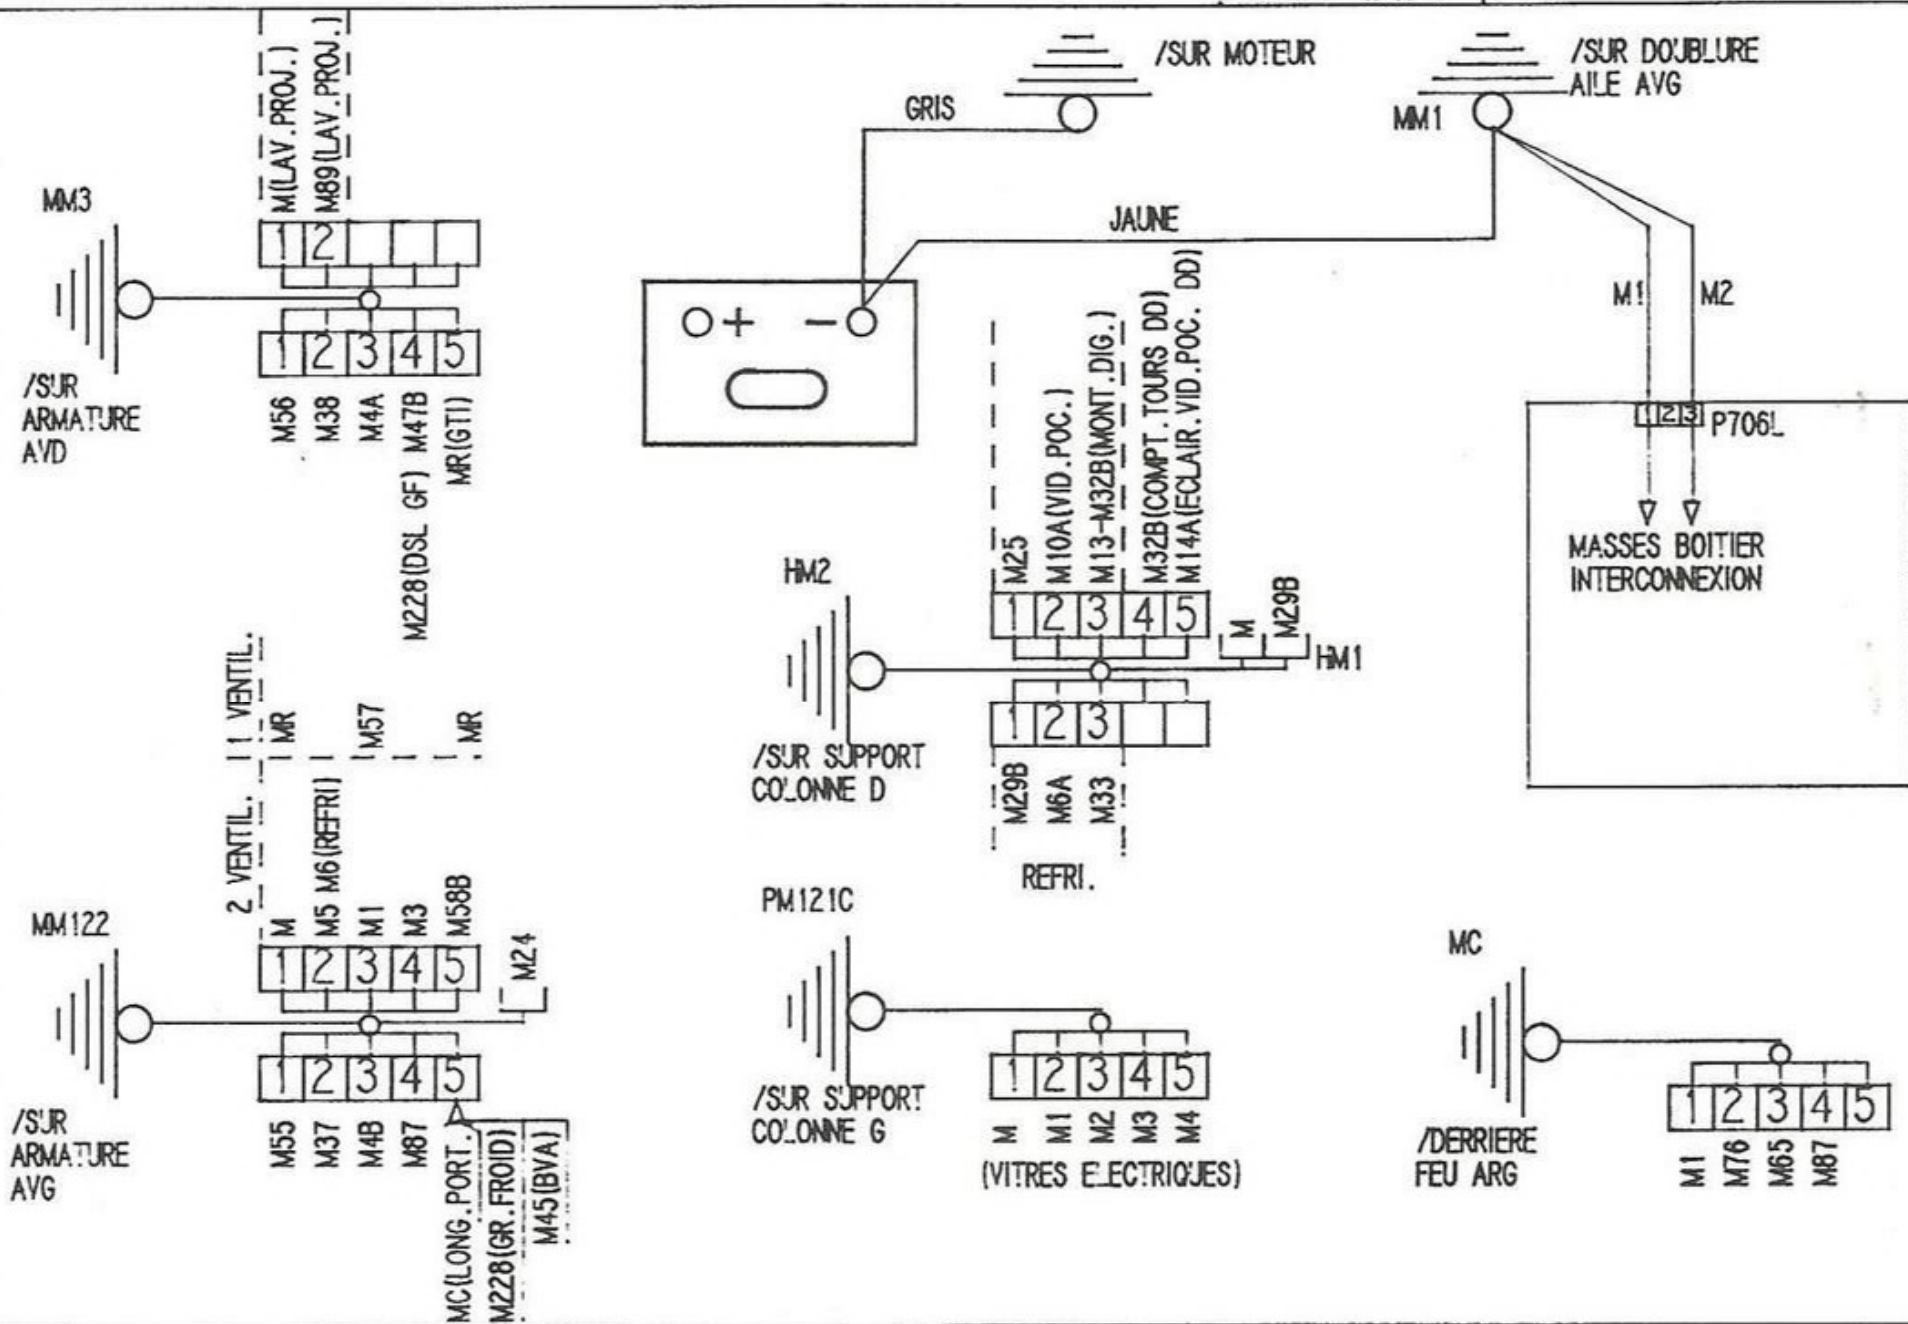 M(LAV.PROJ.)
M89(LAV.PROJ.)
MM3
1 2
1 2 3 4 5
/SUR
ARMATURE
AVD
M56
M38
M4A
M228(DSL GF) M47B
MR(GTI)
/SUR MOTEUR
GRIS
/SUR DOUBLURE
AILE AVG
MM1
JAUNE
+ −
M1
M2
1 2 3 P706L
MASSES BOITIER
INTERCONNEXION
HM2
M25
M10A(VID.POC.)
M13-M32B(MONT.DIG.)
M32B(COMPT.TOURS DD)
M14A(ECLAIR.VID.POC. DD)
1 2 3 4 5
M
M29B
HM1
1 2 3
/SUR SUPPORT
COLONNE D
M29B
M6A
M33
REFRI.
1 VENTIL.
MR
M57
MR
2 VENTIL.
M
M5 M6(REFRI)
M1
M3
M58B
MM122
1 2 3 4 5
M24
1 2 3 4 5
/SUR
ARMATURE
AVG
M55
M37
M4B
M87
MC(LONG.PORT.)
M228(GR.FROID)
M45(BVA)
PM121C
1 2 3 4 5
/SUR SUPPORT
COLONNE G
M
M1
M2
M3
M4
(VITRES ELECTRIQUES)
MC
1 2 3 4 5
/DERRIERE
FEU ARG
M1
M76
M65
M87